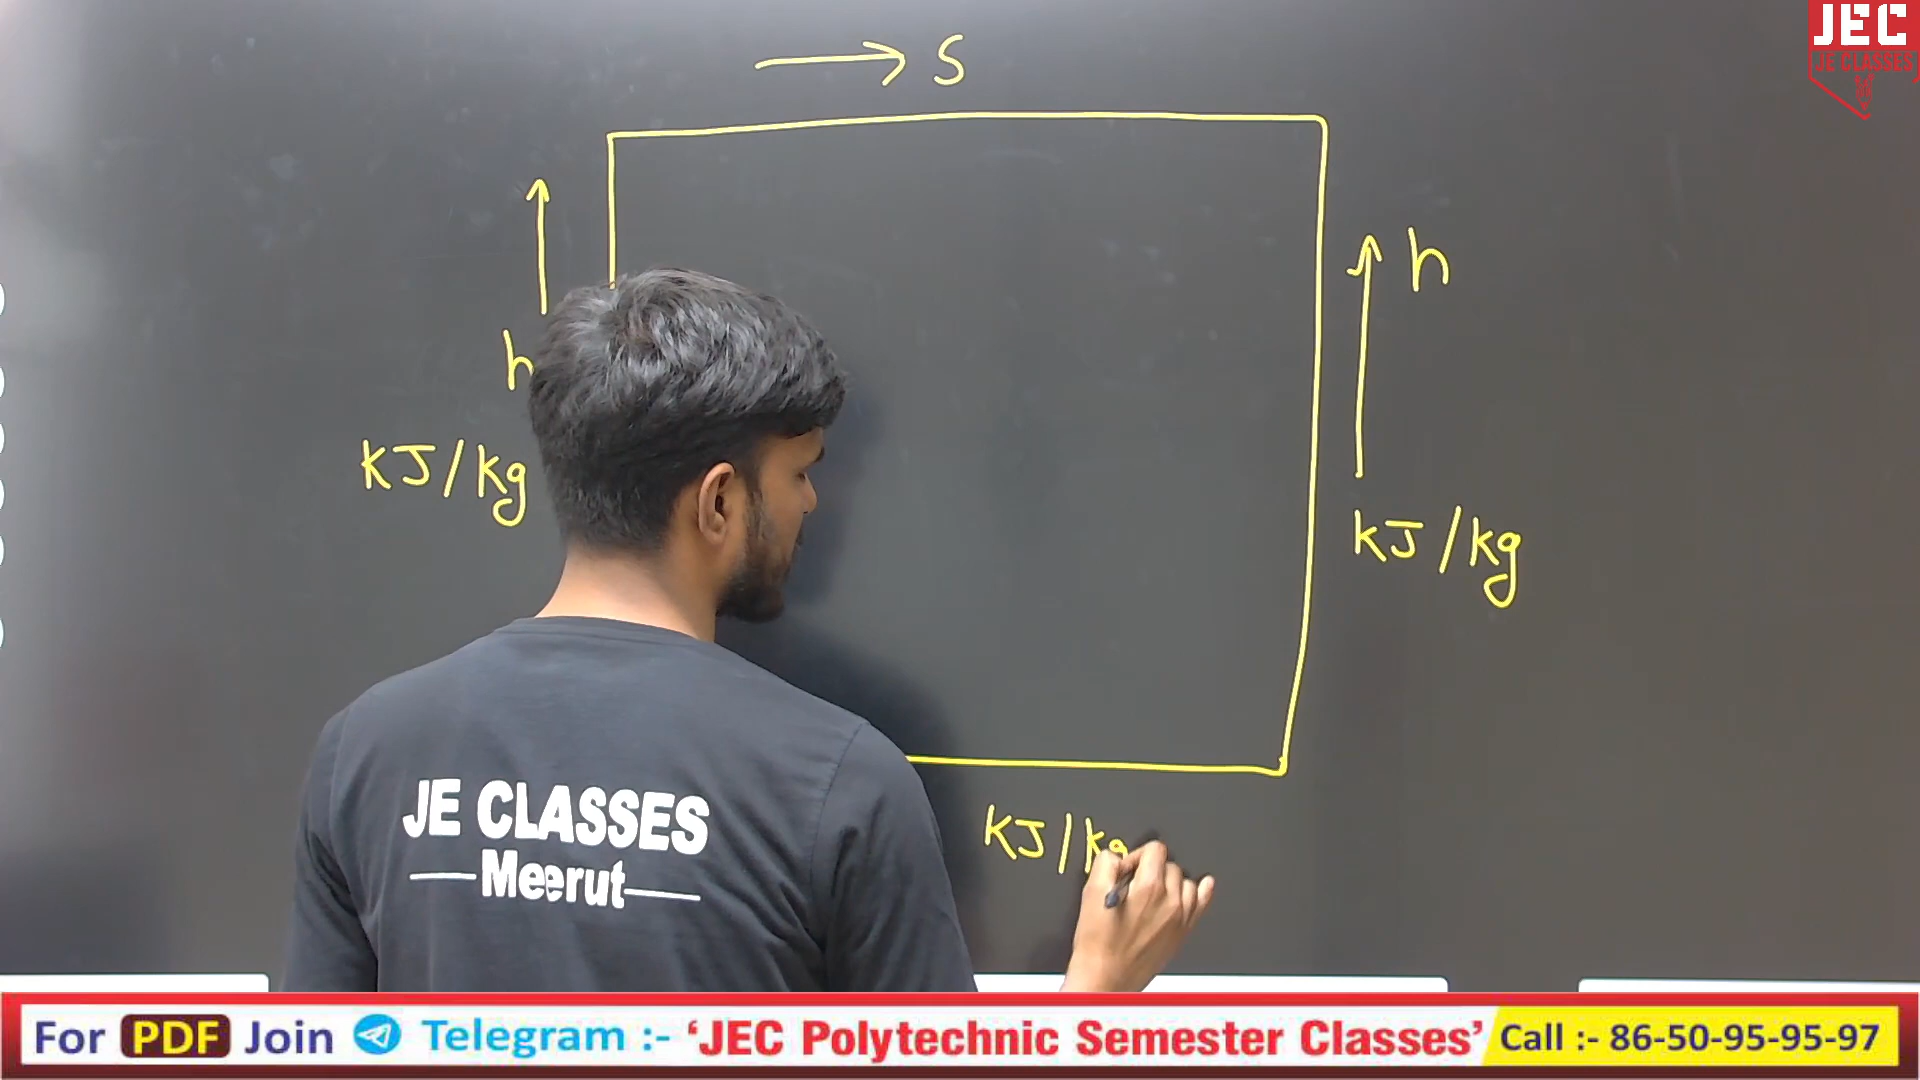 JEC
JE CLASSES
S
h
h
KJ/kg
KJ/kg
KJ/kg
JE CLASSES
Meerut
For PDF Join Telegram :- ‘JEC Polytechnic Semester Classes’ Call :- 86-50-95-95-97